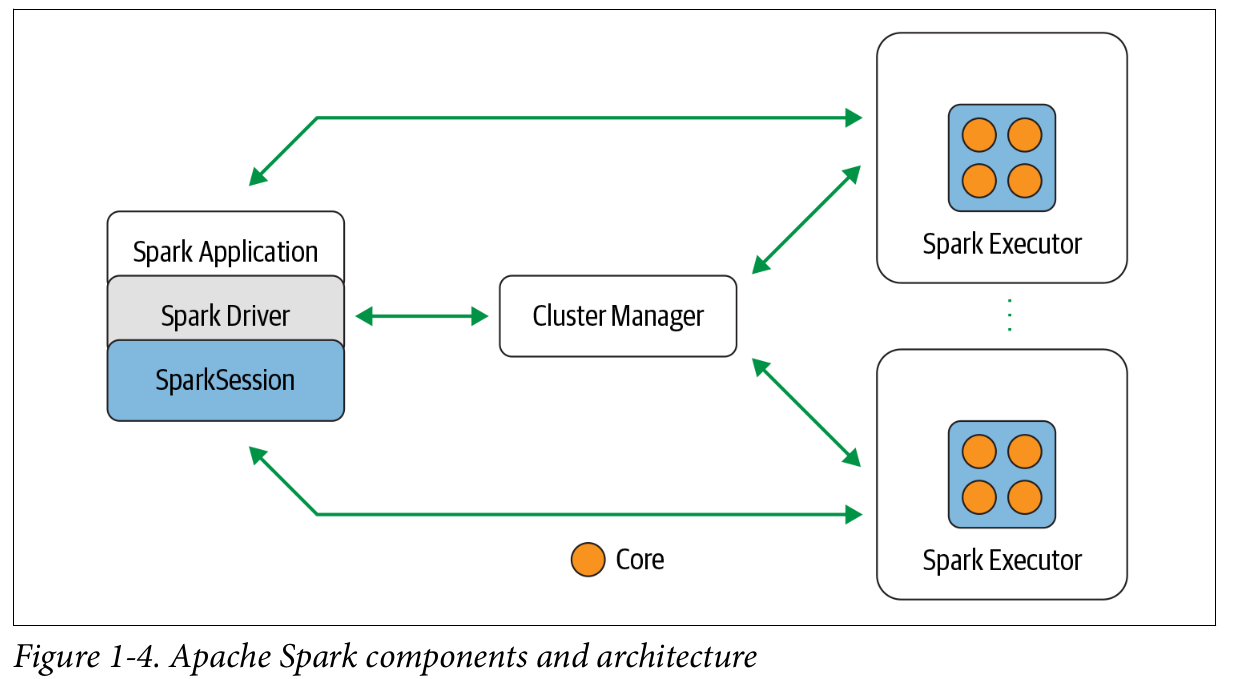 Spark Application
Spark Driver
SparkSession
Cluster Manager
Spark Executor
Spark Executor
Core
Figure 1-4. Apache Spark components and architecture